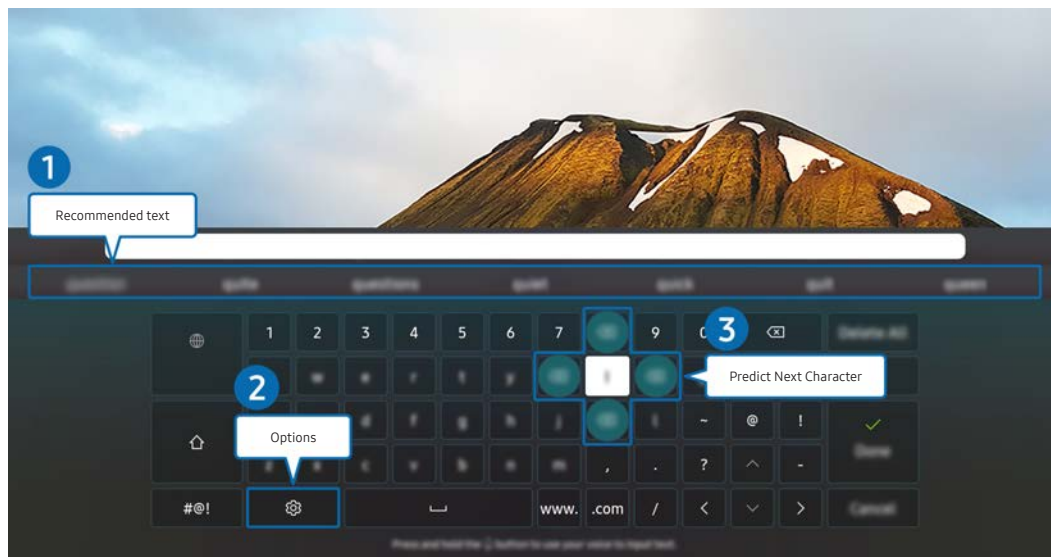 1
Recommended text
question quite questions quiet quick quit queen
1 2 3 4 5 6 7 9 3 Delete All
w e r t y Predict Next Character
2
d f g h j l ~ @ ! Done
Options
z x c v b n m , . ? ^ -
#@! www. .com / < >
Cancel
Press and hold the button to use your voice to input text.